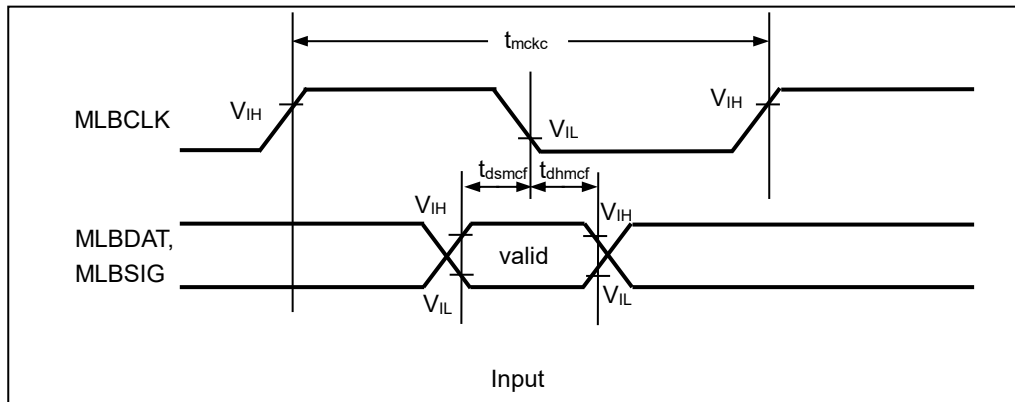 tmckc
VIH
VIH
MLBCLK
VIL
tdsmcf
tdhmcf
VIH
VIH
MLBDAT,
MLBSIG
valid
VIL
VIL
Input